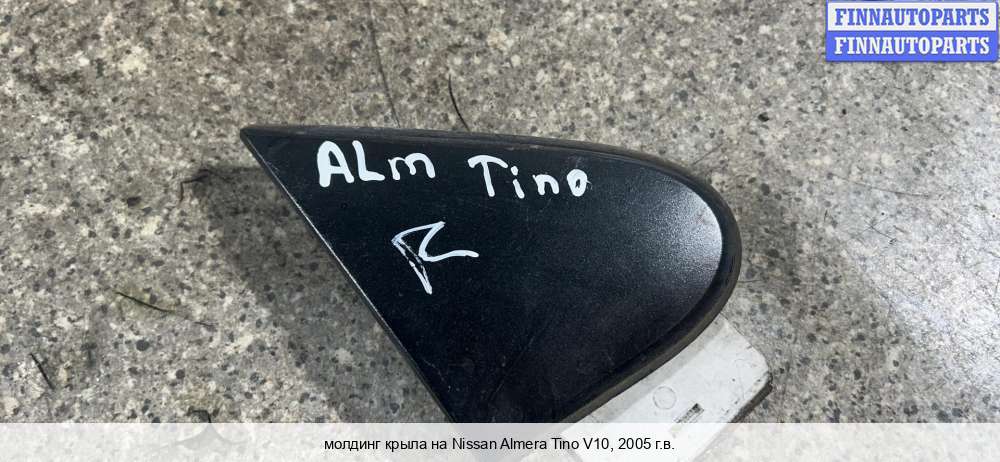 FINNAUTOPARTS
FINNAUTOPARTS
ALm Tino
молдинг крыла на Nissan Almera Tino V10, 2005 г.в.